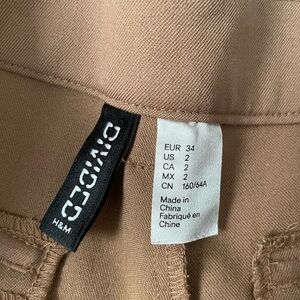 DIVIDED
H&M
EUR 34
US 2
CA 2
MX 2
CN 160/64A
Made in
China
Fabriqué en
Chine